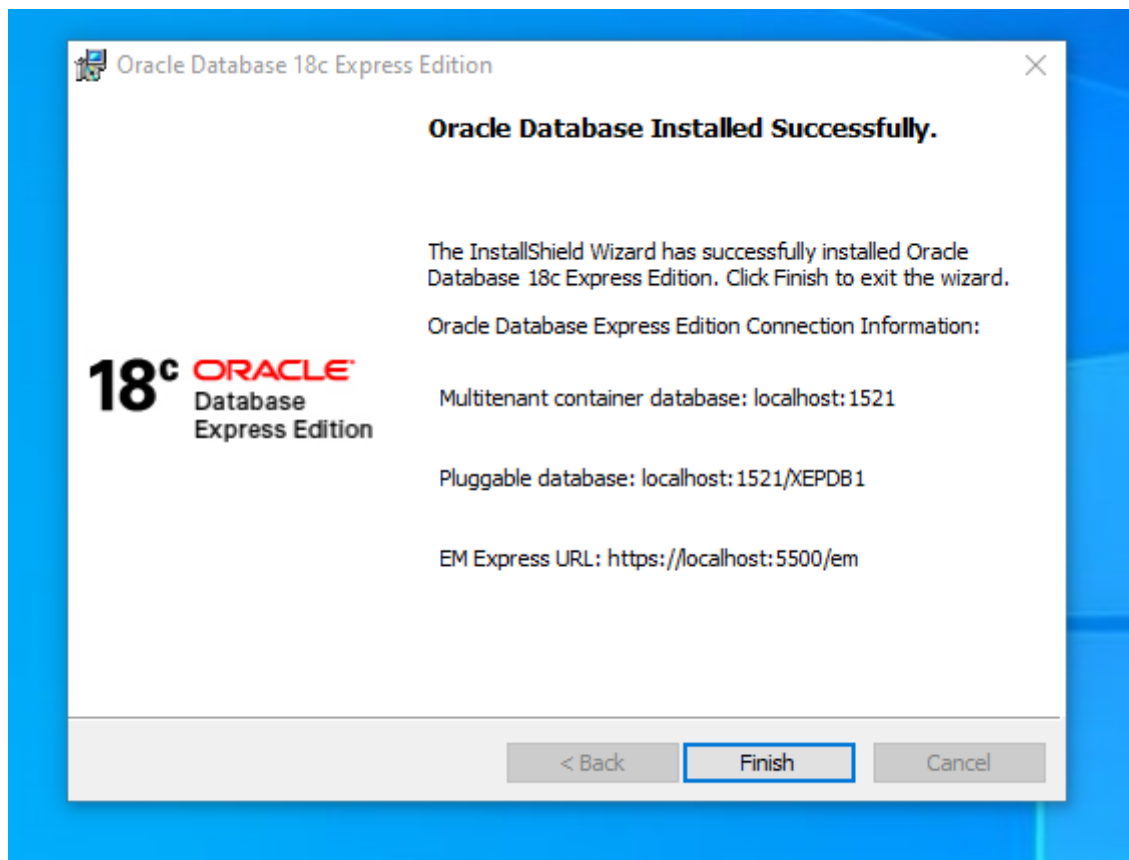 Oracle Database 18c Express Edition
Oracle Database Installed Successfully.
The InstallShield Wizard has successfully installed Oracle
Database 18c Express Edition. Click Finish to exit the wizard.
Oracle Database Express Edition Connection Information:
18c ORACLE
Database
Express Edition
Multitenant container database: localhost:1521
Pluggable database: localhost:1521/XEPDB1
EM Express URL: https://localhost:5500/em
< Back
Finish
Cancel